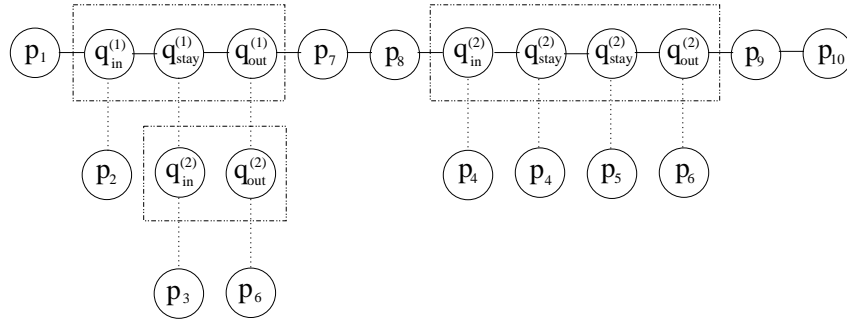 p₁ q⁽¹⁾in q⁽¹⁾stay q⁽¹⁾out p₇ p₈ q⁽²⁾in q⁽²⁾stay q⁽²⁾stay q⁽²⁾out p₉ p₁₀
p₂ q⁽²⁾in q⁽²⁾out p₄ p₄ p₅ p₆
p₃ p₆